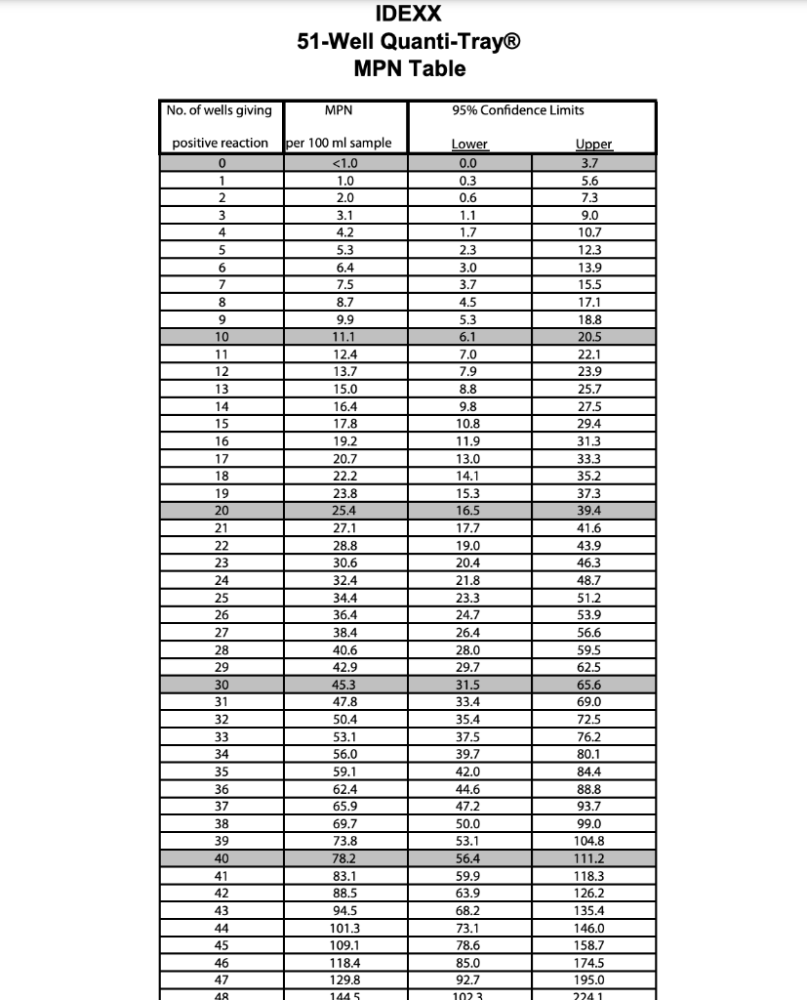 IDEXX
51-Well Quanti-Tray®
MPN Table
No. of wells giving MPN 95% Confidence Limits
positive reaction per 100 ml sample Lower Upper
0 <1.0 0.0 3.7
1 1.0 0.3 5.6
2 2.0 0.6 7.3
3 3.1 1.1 9.0
4 4.2 1.7 10.7
5 5.3 2.3 12.3
6 6.4 3.0 13.9
7 7.5 3.7 15.5
8 8.7 4.5 17.1
9 9.9 5.3 18.8
10 11.1 6.1 20.5
11 12.4 7.0 22.1
12 13.7 7.9 23.9
13 15.0 8.8 25.7
14 16.4 9.8 27.5
15 17.8 10.8 29.4
16 19.2 11.9 31.3
17 20.7 13.0 33.3
18 22.2 14.1 35.2
19 23.8 15.3 37.3
20 25.4 16.5 39.4
21 27.1 17.7 41.6
22 28.8 19.0 43.9
23 30.6 20.4 46.3
24 32.4 21.8 48.7
25 34.4 23.3 51.2
26 36.4 24.7 53.9
27 38.4 26.4 56.6
28 40.6 28.0 59.5
29 42.9 29.7 62.5
30 45.3 31.5 65.6
31 47.8 33.4 69.0
32 50.4 35.4 72.5
33 53.1 37.5 76.2
34 56.0 39.7 80.1
35 59.1 42.0 84.4
36 62.4 44.6 88.8
37 65.9 47.2 93.7
38 69.7 50.0 99.0
39 73.8 53.1 104.8
40 78.2 56.4 111.2
41 83.1 59.9 118.3
42 88.5 63.9 126.2
43 94.5 68.2 135.4
44 101.3 73.1 146.0
45 109.1 78.6 158.7
46 118.4 85.0 174.5
47 129.8 92.7 195.0
48 144.5 102.3 224.1